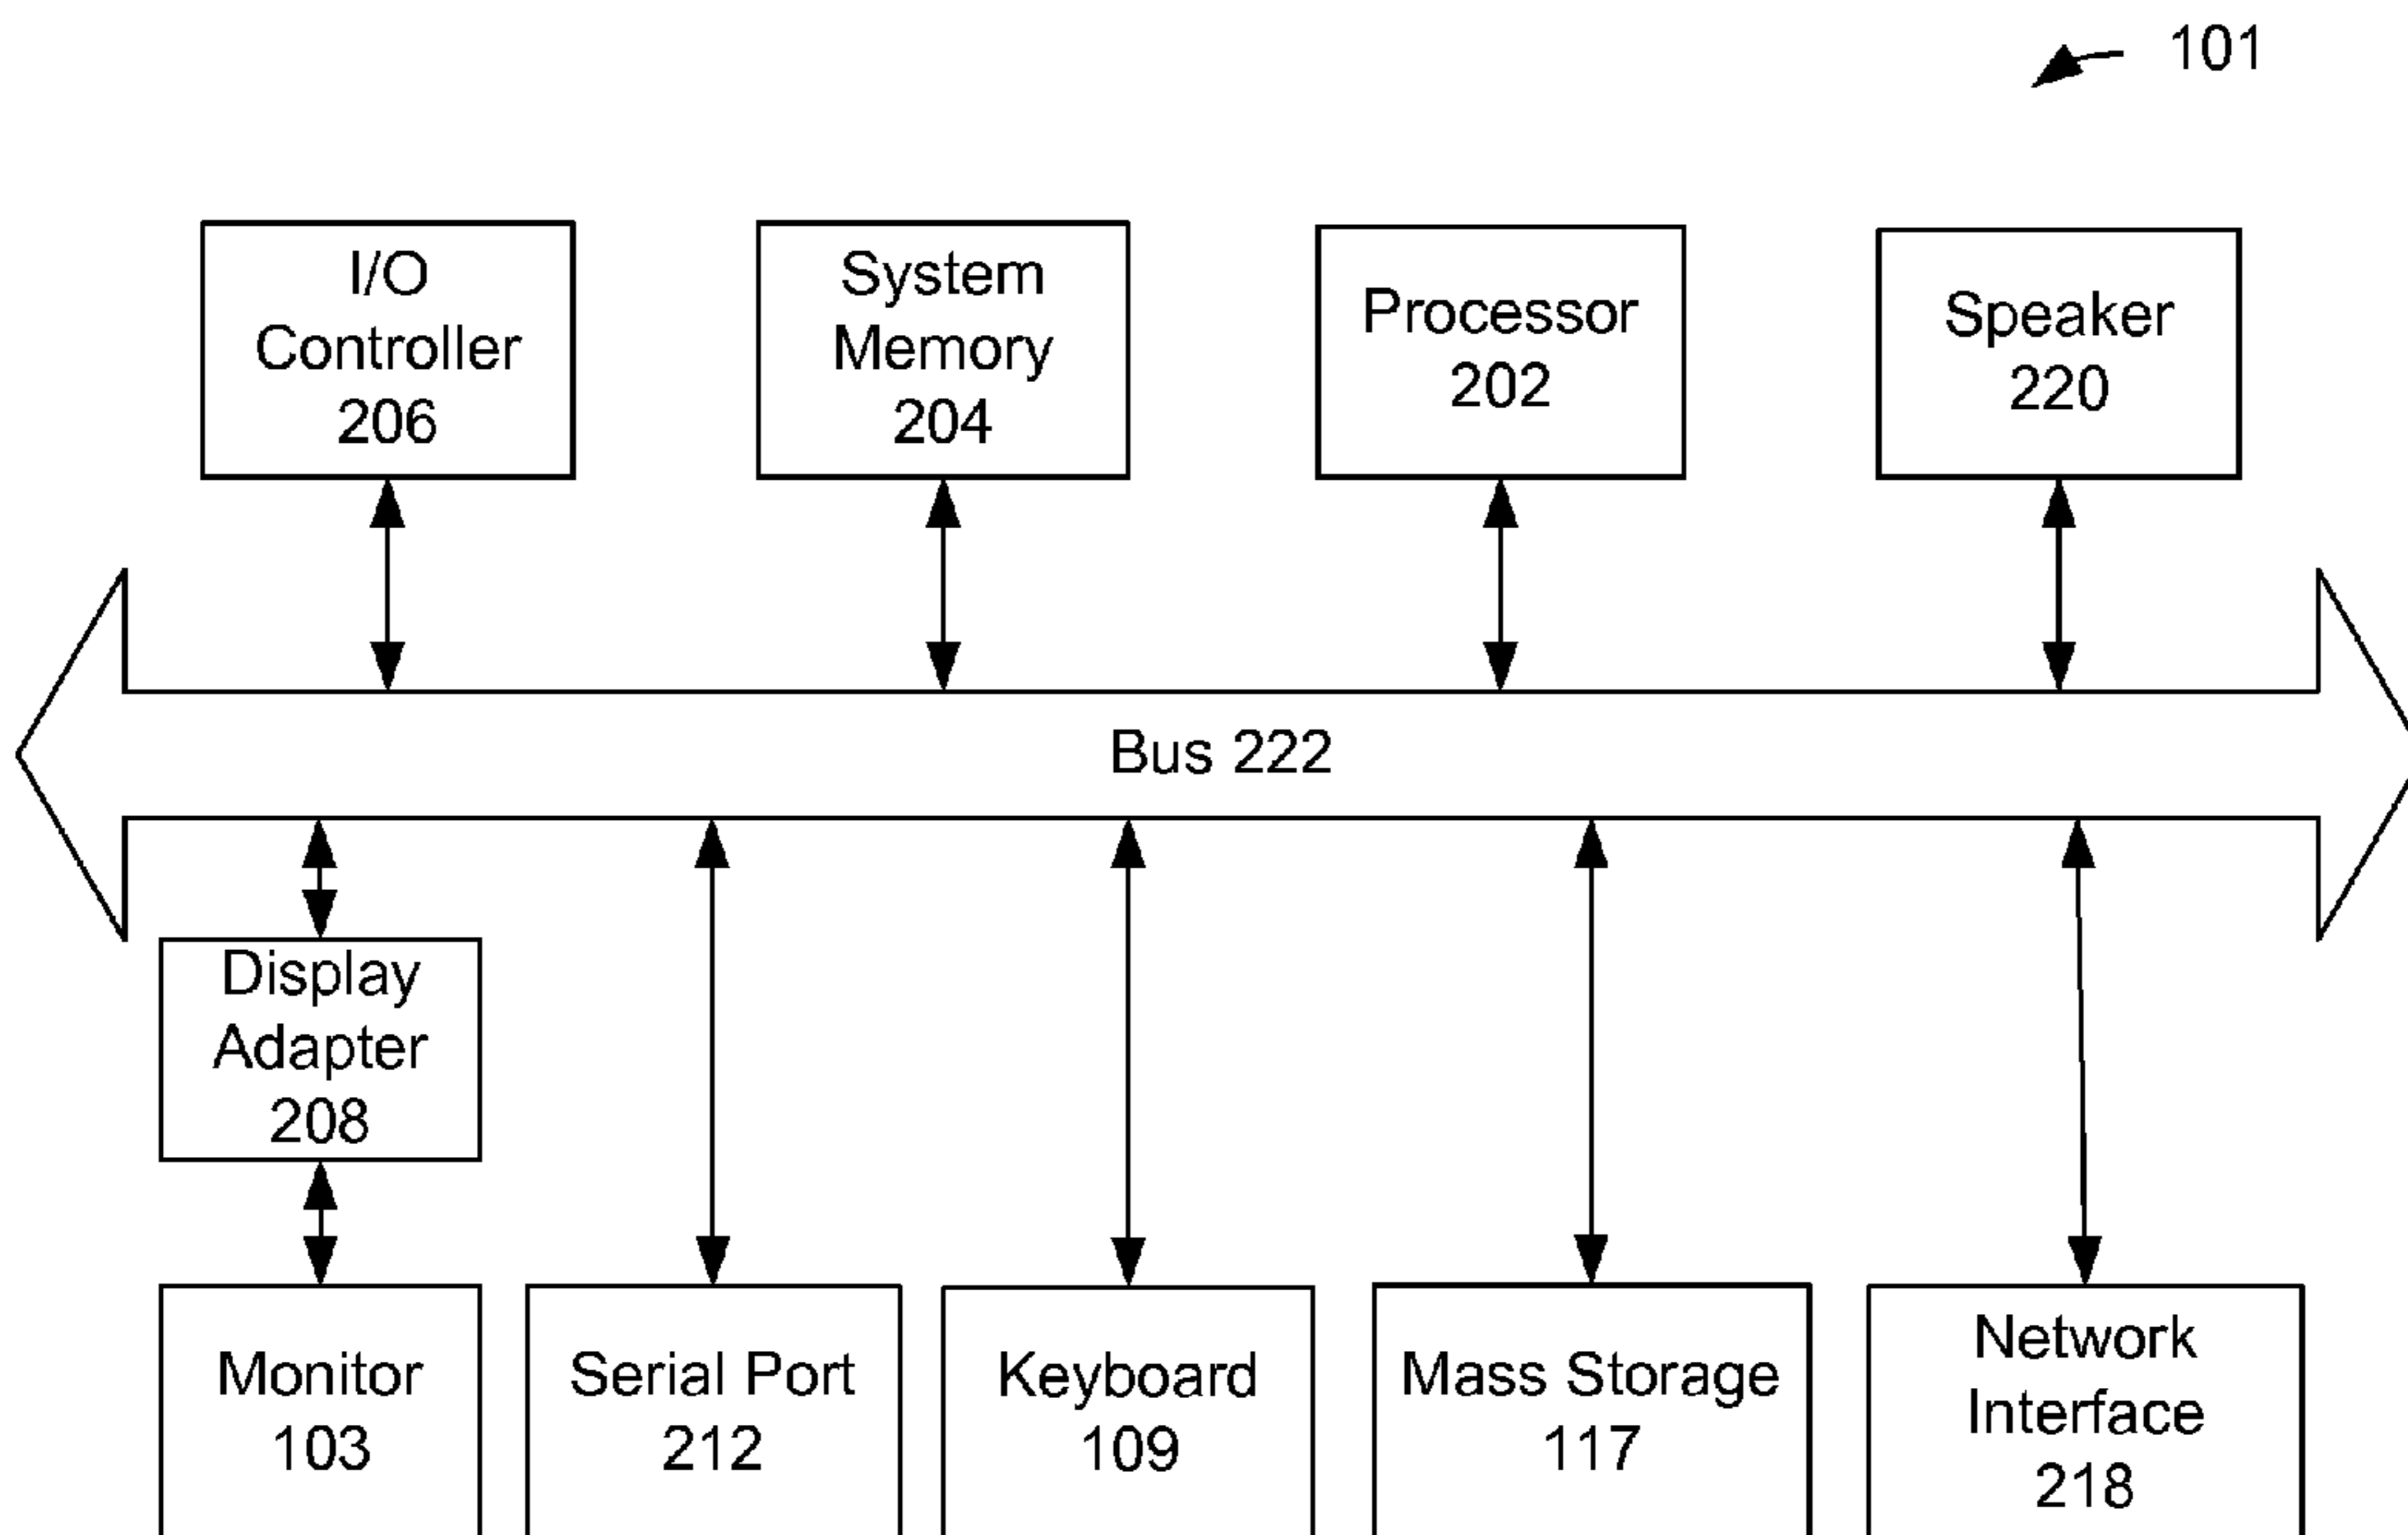 101
I/O
Controller
206
System
Memory
204
Processor
202
Speaker
220
Bus 222
Display
Adapter
208
Monitor
103
Serial Port
212
Keyboard
109
Mass Storage
117
Network
Interface
218